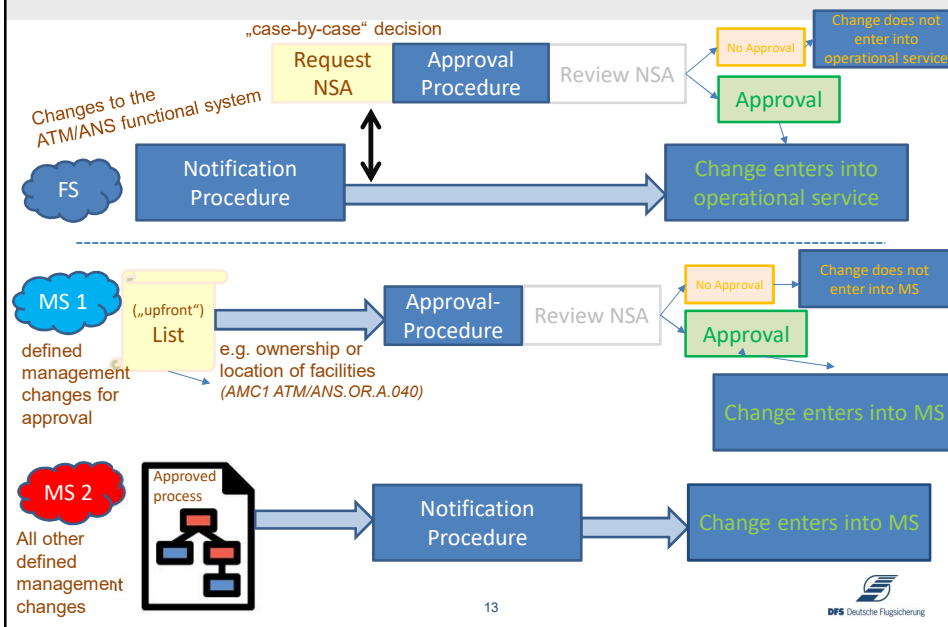 „case-by-case“ decision
Request
NSA
Approval
Procedure
Review NSA
No Approval
Change does not
enter into
operational service
Approval
Changes to the
ATM/ANS functional system
FS
Notification
Procedure
Change enters into
operational service
MS 1
(„upfront“)
List
Approval-
Procedure
Review NSA
No Approval
Change does not
enter into MS
Approval
defined
management
changes for
approval
e.g. ownership or
location of facilities
(AMC1 ATM/ANS.OR.A.040)
Change enters into MS
MS 2
Approved
process
Notification
Procedure
Change enters into MS
All other
defined
management
changes
13
DFS Deutsche Flugsicherung